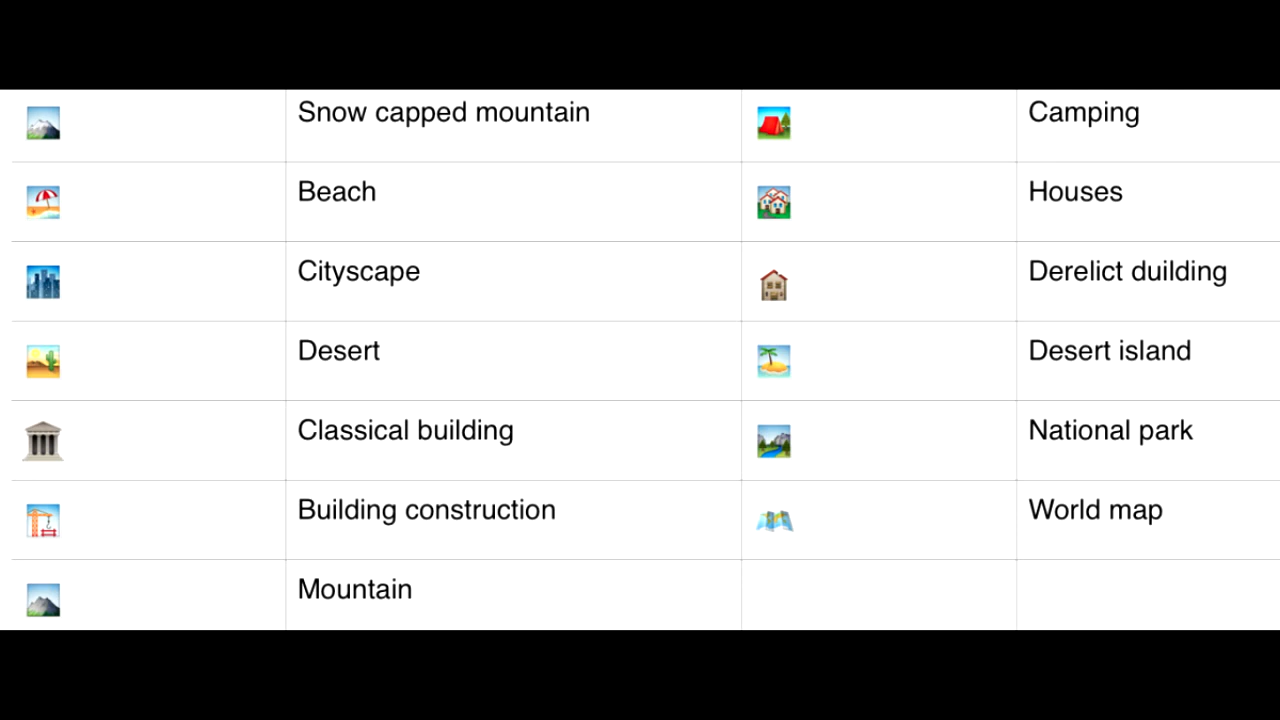 Snow capped mountain
Camping
Beach
Houses
Cityscape
Derelict duilding
Desert
Desert island
Classical building
National park
Building construction
World map
Mountain